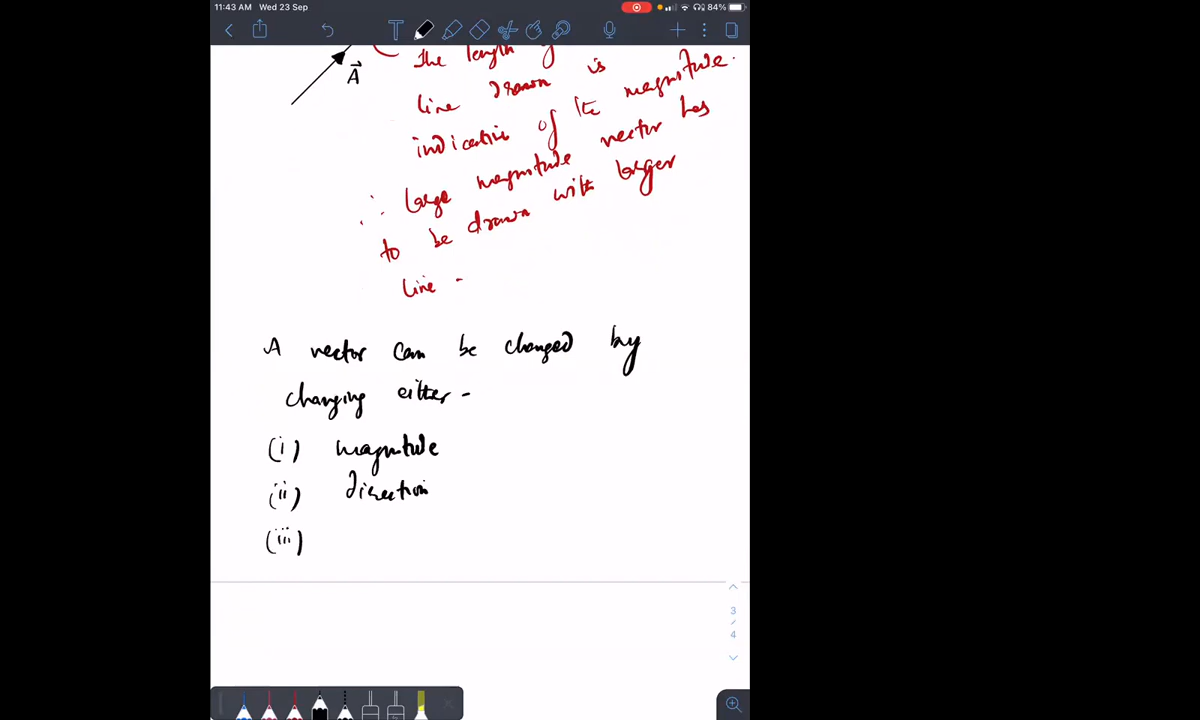 11:43 AM Wed 23 Sep
84%
T
A
The length
line drawn is
indicative of its magnitude.
∴ large magnitude vector has
to be drawn with larger
line -
A vector can be changed by
changing either -
(i) magnitude
(ii) direction
(iii)
3
4